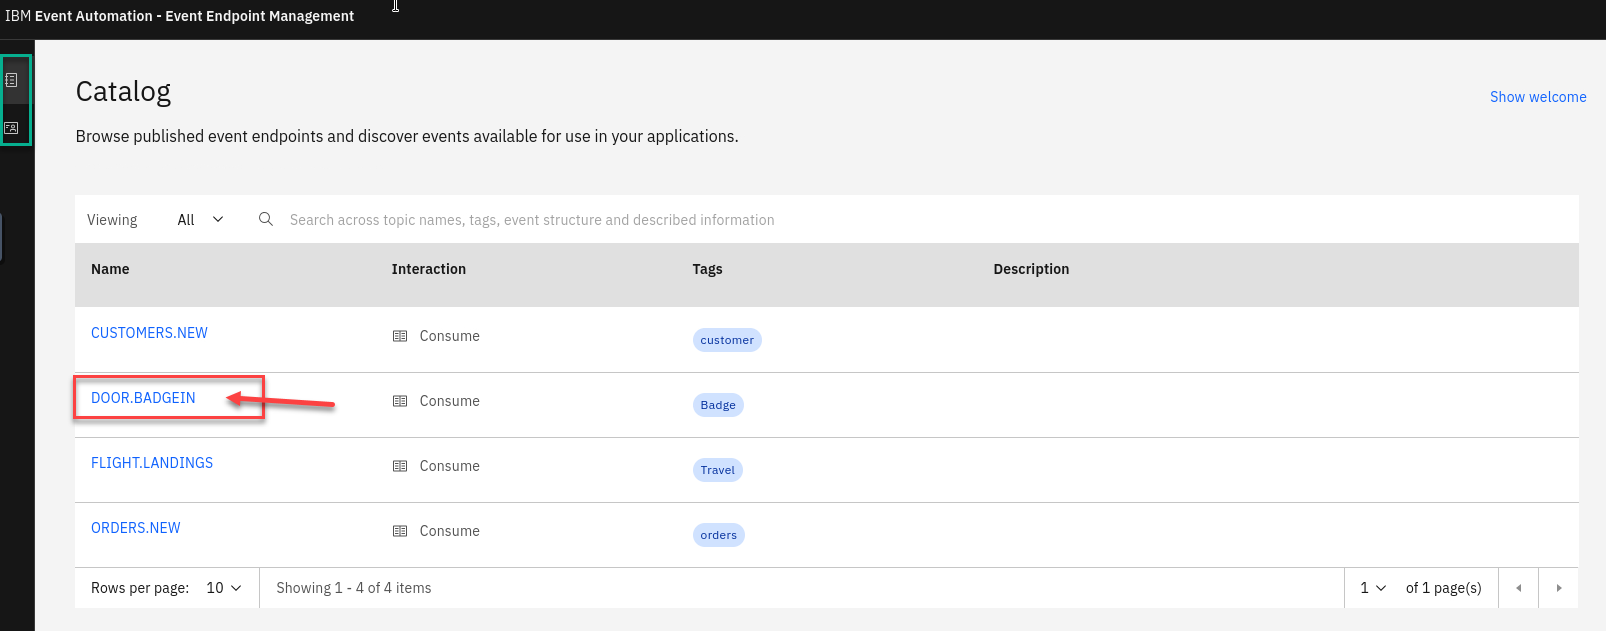 IBM Event Automation - Event Endpoint Management
Catalog
Show welcome
Browse published event endpoints and discover events available for use in your applications.
Viewing All Search across topic names, tags, event structure and described information
Name Interaction Tags Description
CUSTOMERS.NEW Consume customer
DOOR.BADGEIN Consume Badge
FLIGHT.LANDINGS Consume Travel
ORDERS.NEW Consume orders
Rows per page: 10 Showing 1 - 4 of 4 items 1 of 1 page(s)